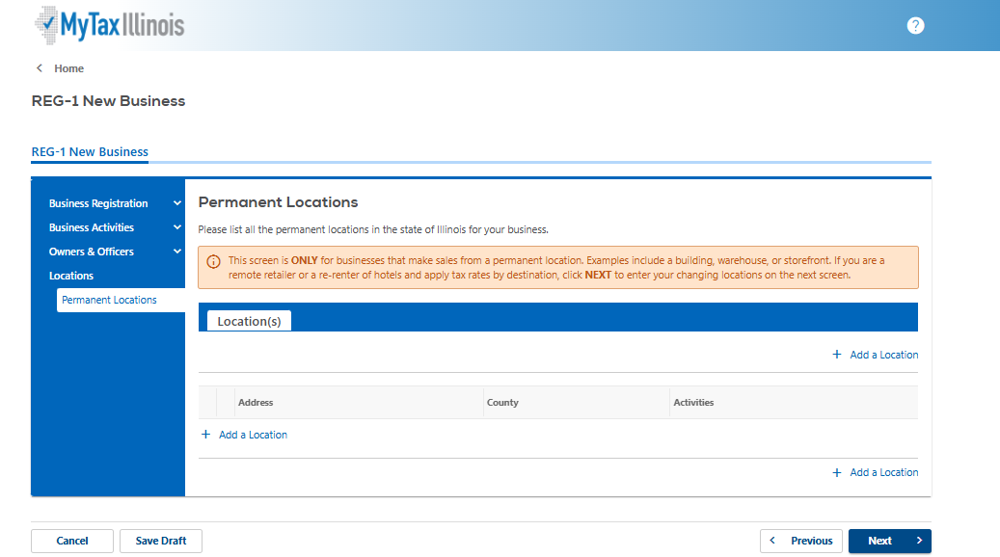 MyTax Illinois
?
Home
REG-1 New Business
REG-1 New Business
Business Registration
Business Activities
Owners & Officers
Locations
Permanent Locations
Permanent Locations
Please list all the permanent locations in the state of Illinois for your business.
This screen is ONLY for businesses that make sales from a permanent location. Examples include a building, warehouse, or storefront. If you are a
remote retailer or a re-renter of hotels and apply tax rates by destination, click NEXT to enter your changing locations on the next screen.
Location(s)
+ Add a Location
Address County Activities
+ Add a Location
+ Add a Location
Cancel Save Draft Previous Next